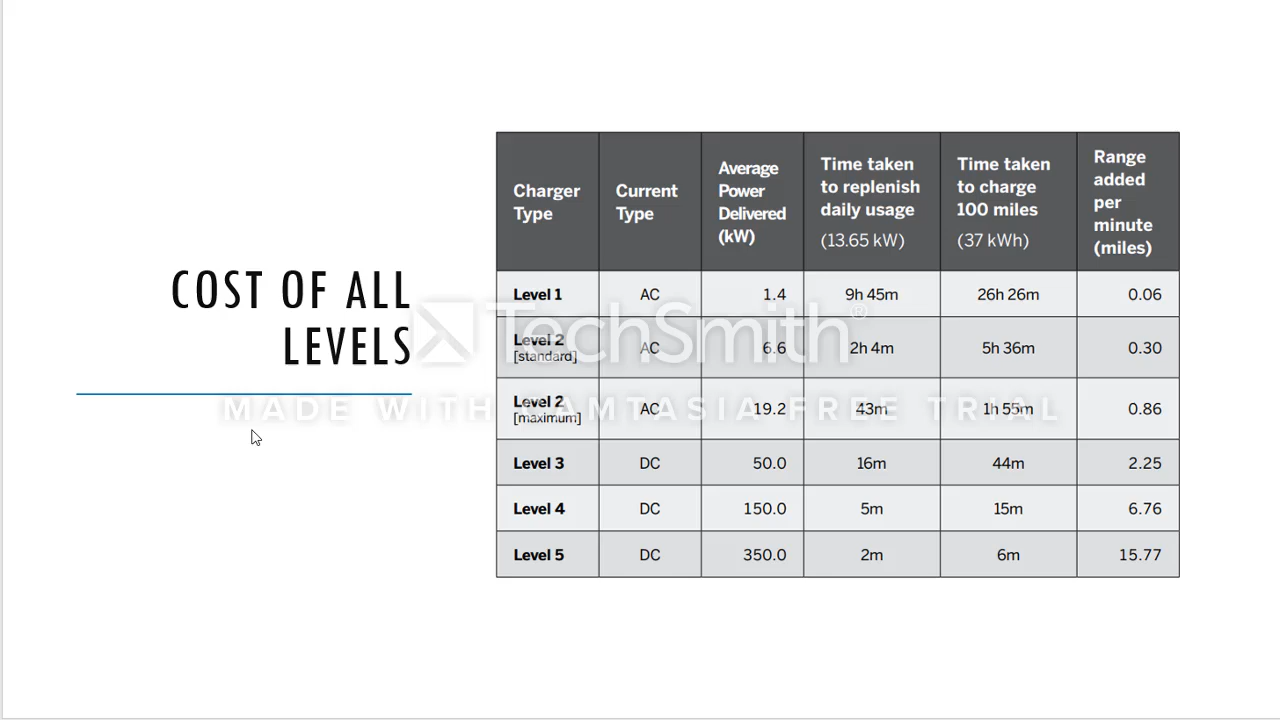 COST OF ALL
LEVELS
Charger
Type
Current
Type
Average
Power
Delivered
(kW)
Time taken
to replenish
daily usage
(13.65 kW)
Time taken
to charge
100 miles
(37 kWh)
Range
added
per
minute
(miles)
Level 1 AC 1.4 9h 45m 26h 26m 0.06
Level 2
[standard]
AC 6.6 2h 4m 5h 36m 0.30
Level 2
[maximum]
AC 19.2 43m 1h 55m 0.86
Level 3 DC 50.0 16m 44m 2.25
Level 4 DC 150.0 5m 15m 6.76
Level 5 DC 350.0 2m 6m 15.77
TechSmith®
MADE WITH CAMTASIA FREE TRIAL